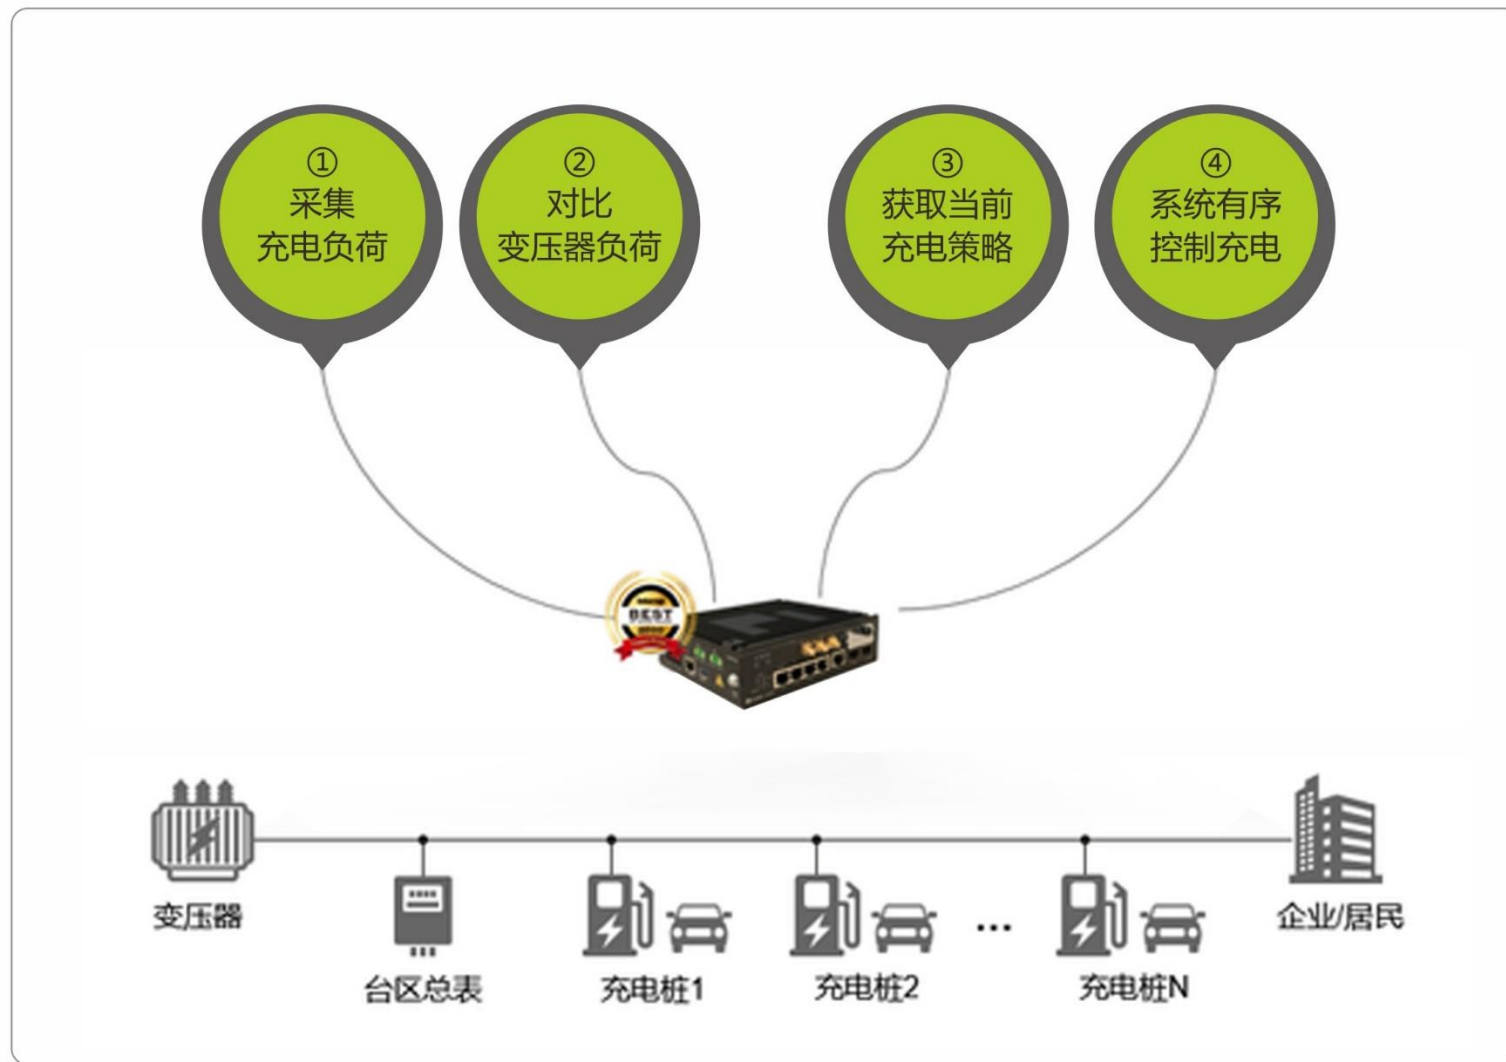 ①
采集
充电负荷
②
对比
变压器负荷
③
获取当前
充电策略
④
系统有序
控制充电
BEST
变压器
台区总表
充电桩1
充电桩2
...
充电桩N
企业/居民